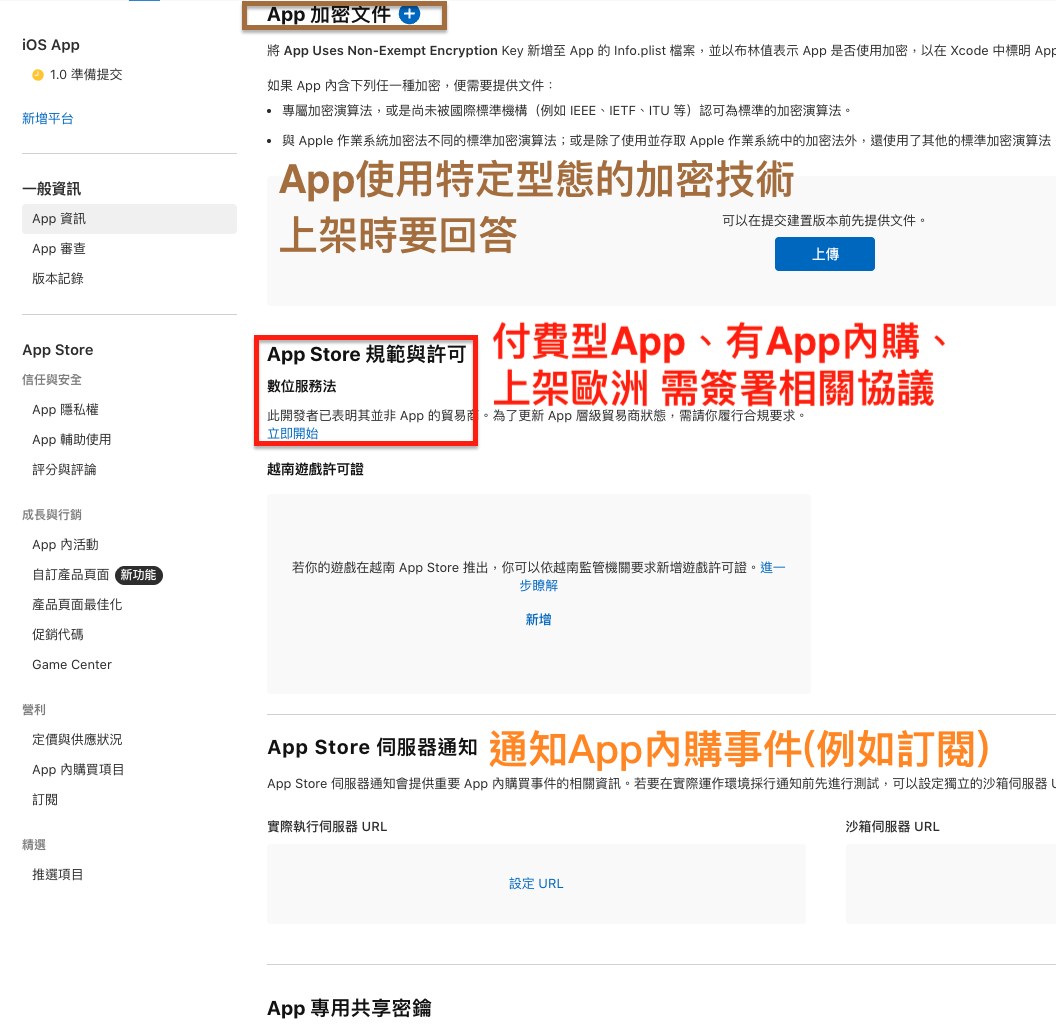 iOS App
1.0 準備提交
新增平台
一般資訊
App 資訊
App 審查
版本記錄
App Store
信任與安全
App 隱私權
App 輔助使用
評分與評論
成長與行銷
App 內活動
自訂產品頁面 新功能
產品頁面最佳化
促銷代碼
Game Center
營利
定價與供應狀況
App 內購買項目
訂閱
精選
推選項目
App 加密文件
將 App Uses Non-Exempt Encryption Key 新增至 App 的 Info.plist 檔案，並以布林值表示 App 是否使用加密，以在 Xcode 中標明 App
如果 App 內含下列任一種加密，便需要提供文件：
• 專屬加密演算法，或是尚未被國際標準機構（例如 IEEE、IETF、ITU 等）認可為標準的加密演算法。
• 與 Apple 作業系統加密法不同的標準加密演算法；或是除了使用並存取 Apple 作業系統中的加密法外，還使用了其他的標準加密演算法
App使用特定型態的加密技術
上架時要回答
可以在提交建置版本前先提供文件。
上傳
App Store 規範與許可
付費型App、有App內購、
上架歐洲 需簽署相關協議
數位服務法
此開發者已表明其並非 App 的貿易商。為了更新 App 層級貿易商狀態，需請你履行合規要求。
立即開始
越南遊戲許可證
若你的遊戲在越南 App Store 推出，你可以依越南監管機關要求新增遊戲許可證。進一
步瞭解
新增
App Store 伺服器通知
通知App內購事件(例如訂閱)
App Store 伺服器通知會提供重要 App 內購買事件的相關資訊。若要在實際運作環境採行通知前先進行測試，可以設定獨立的沙箱伺服器 U
實際執行伺服器 URL
沙箱伺服器 URL
設定 URL
App 專用共享密鑰